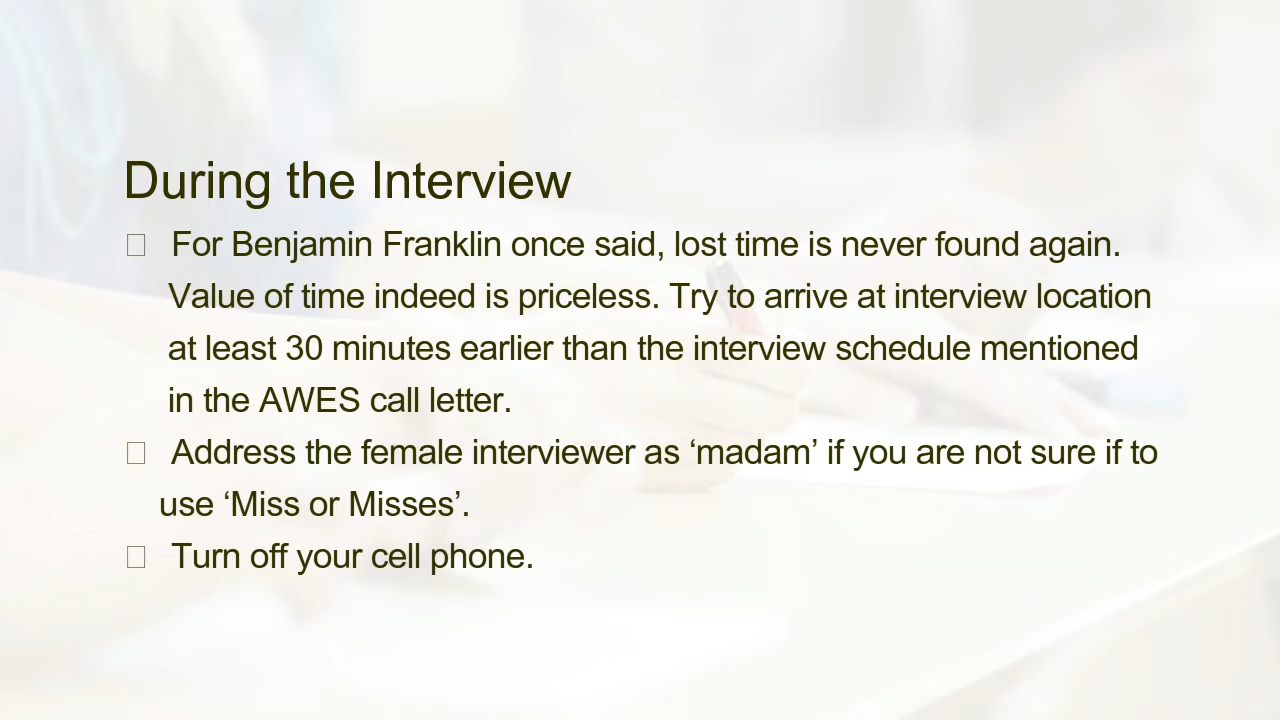 During the Interview
□ For Benjamin Franklin once said, lost time is never found again.
Value of time indeed is priceless. Try to arrive at interview location
at least 30 minutes earlier than the interview schedule mentioned
in the AWES call letter.
□ Address the female interviewer as ‘madam’ if you are not sure if to
use ‘Miss or Misses’.
□ Turn off your cell phone.